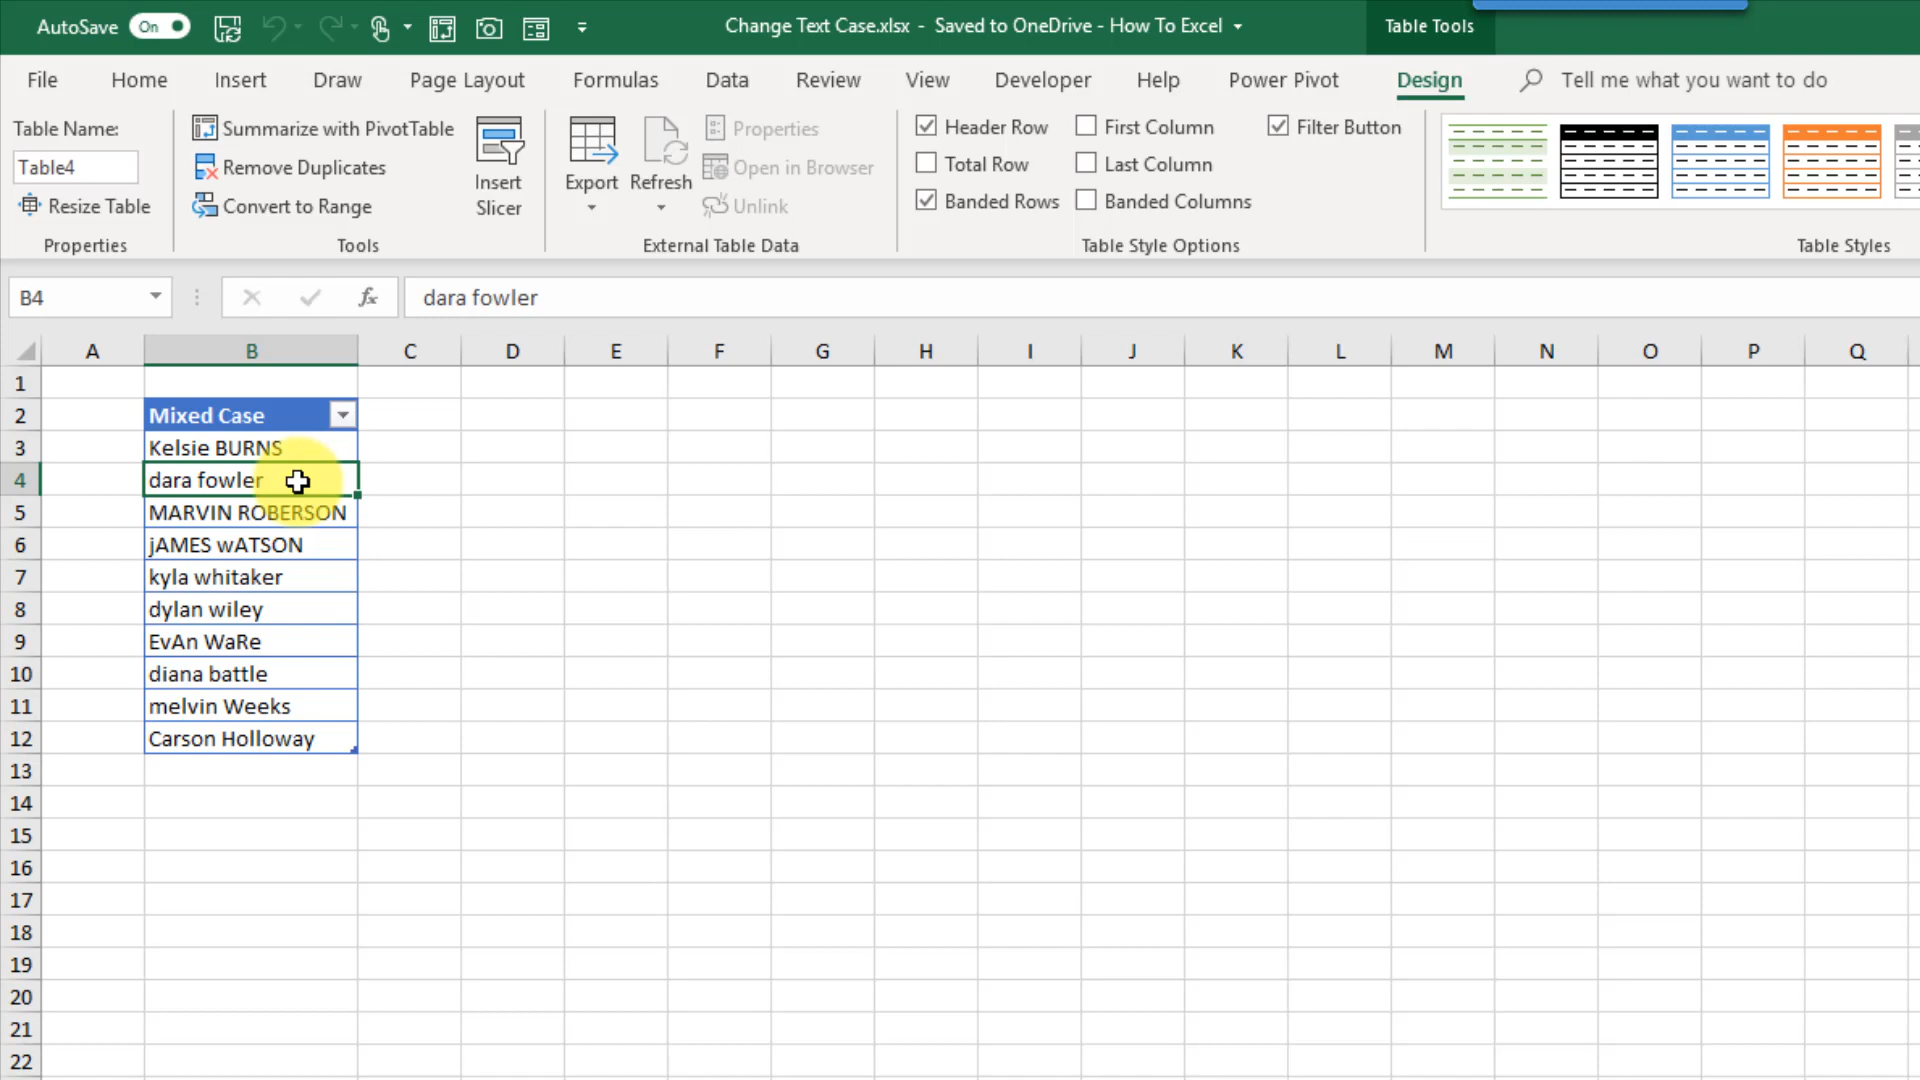 AutoSave On Change Text Case.xlsx - Saved to OneDrive - How To Excel Table Tools
File Home Insert Draw Page Layout Formulas Data Review View Developer Help Power Pivot Design Tell me what you want to do
Table Name:
Table4
Resize Table
Properties
Summarize with PivotTable
Remove Duplicates
Convert to Range
Insert
Slicer
Tools
Export
Refresh
Properties
Open in Browser
Unlink
External Table Data
Header Row
Total Row
Banded Rows
First Column
Last Column
Banded Columns
Filter Button
Table Style Options
Table Styles
B4 fx dara fowler
A B C D E F G H I J K L M N O P Q
1
2 Mixed Case
3 Kelsie BURNS
4 dara fowler
5 MARVIN ROBERSON
6 jAMES wATSON
7 kyla whitaker
8 dylan wiley
9 EvAn WaRe
10 diana battle
11 melvin Weeks
12 Carson Holloway
13
14
15
16
17
18
19
20
21
22